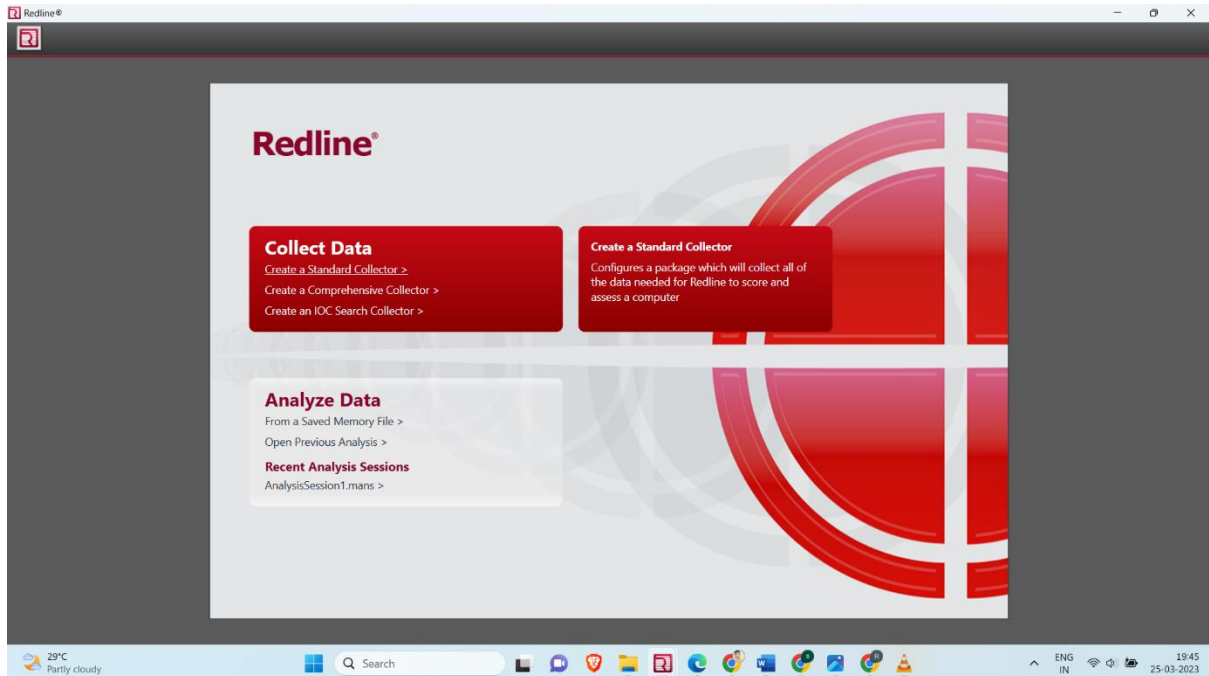 Redline®
Redline®
Collect Data
Create a Standard Collector >
Create a Comprehensive Collector >
Create an IOC Search Collector >
Create a Standard Collector
Configures a package which will collect all of
the data needed for Redline to score and
assess a computer
Analyze Data
From a Saved Memory File >
Open Previous Analysis >
Recent Analysis Sessions
AnalysisSession1.mans >
29°C
Partly cloudy
Search
ENG
IN
19:45
25-03-2023